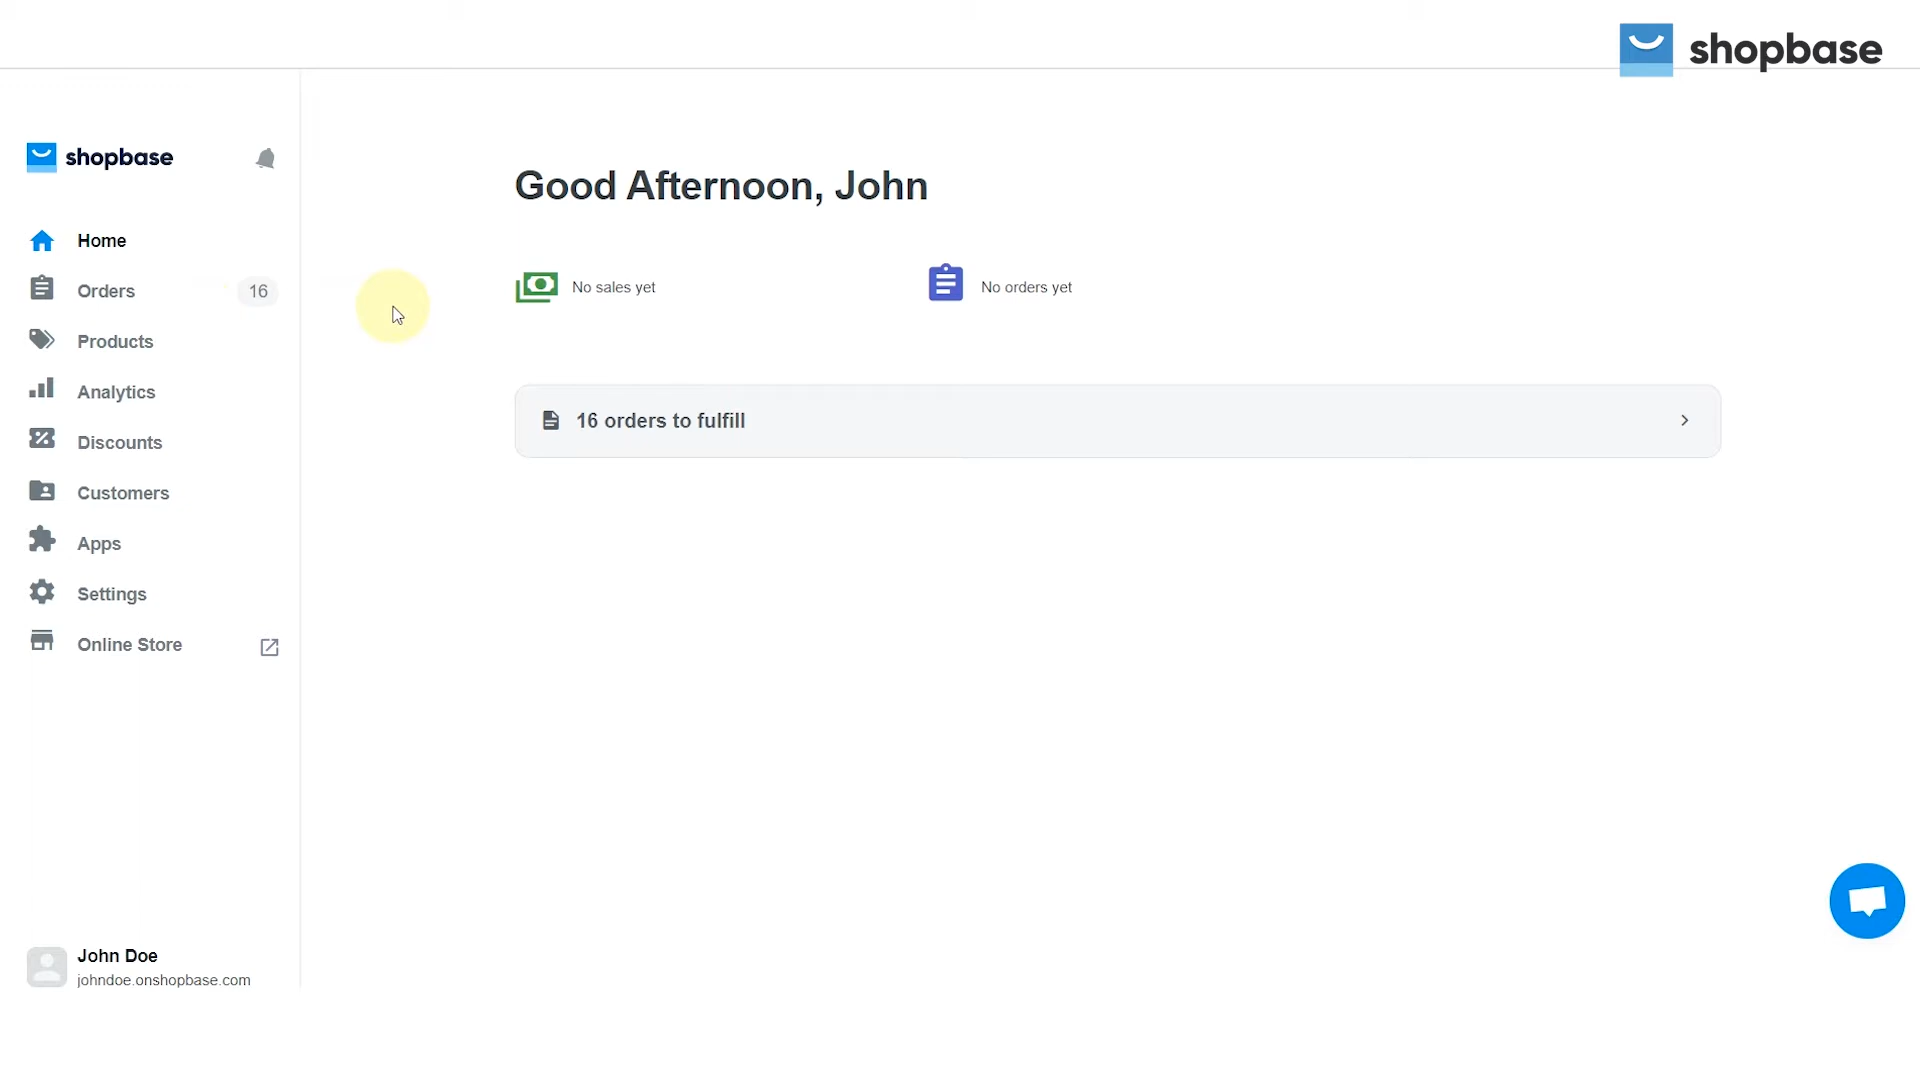 shopbase
shopbase
Home
Orders 16
Products
Analytics
Discounts
Customers
Apps
Settings
Online Store
John Doe
johndoe.onshopbase.com
Good Afternoon, John
No sales yet
No orders yet
16 orders to fulfill